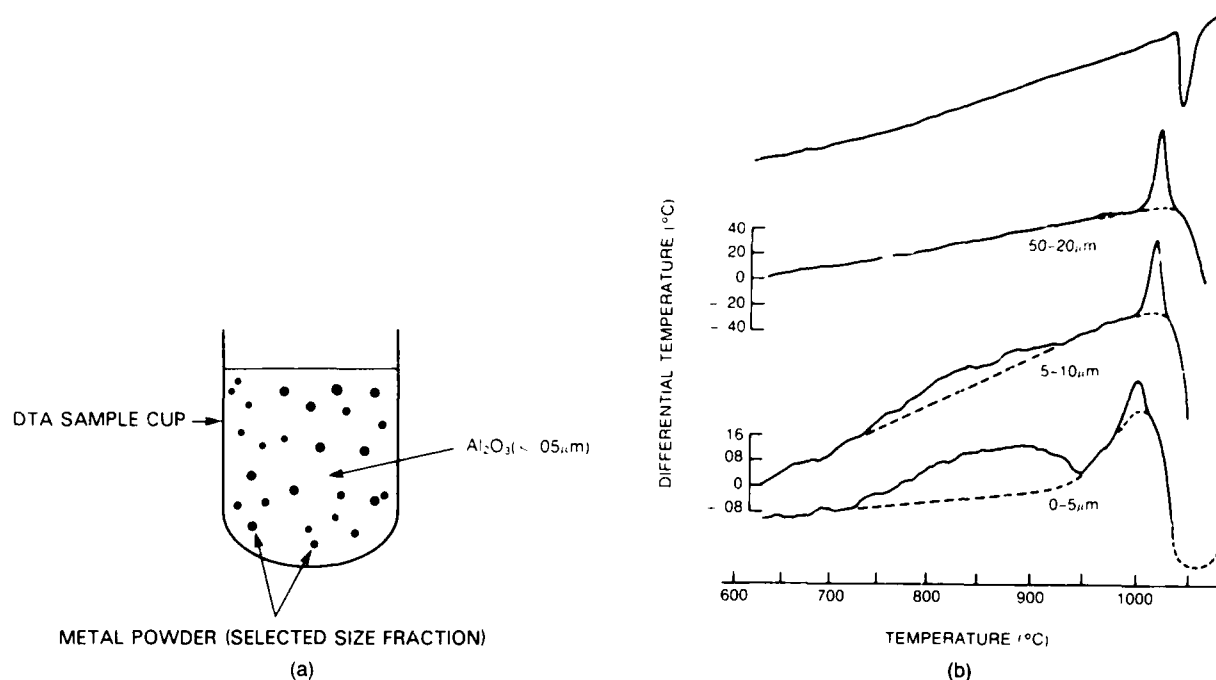 DTA SAMPLE CUP
Al₂O₃(< 05μm)
METAL POWDER (SELECTED SIZE FRACTION)
(a)
DIFFERENTIAL TEMPERATURE (°C)
40
20
0
- 20
- 40
16
08
0
- 08
50-20μm
5-10μm
0-5μm
600
700
800
900
1000
TEMPERATURE (°C)
(b)